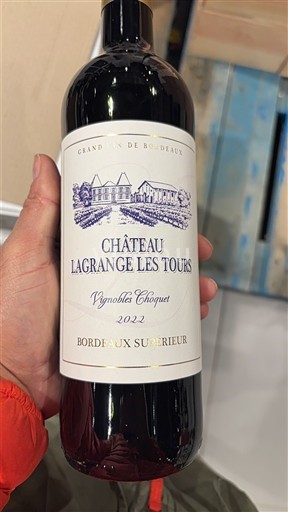 GRAND VIN DE BORDEAUX
CHÂTEAU
LAGRANGE LES TOURS
Vignobles Choquet
2022
BORDEAUX SUPÉRIEUR